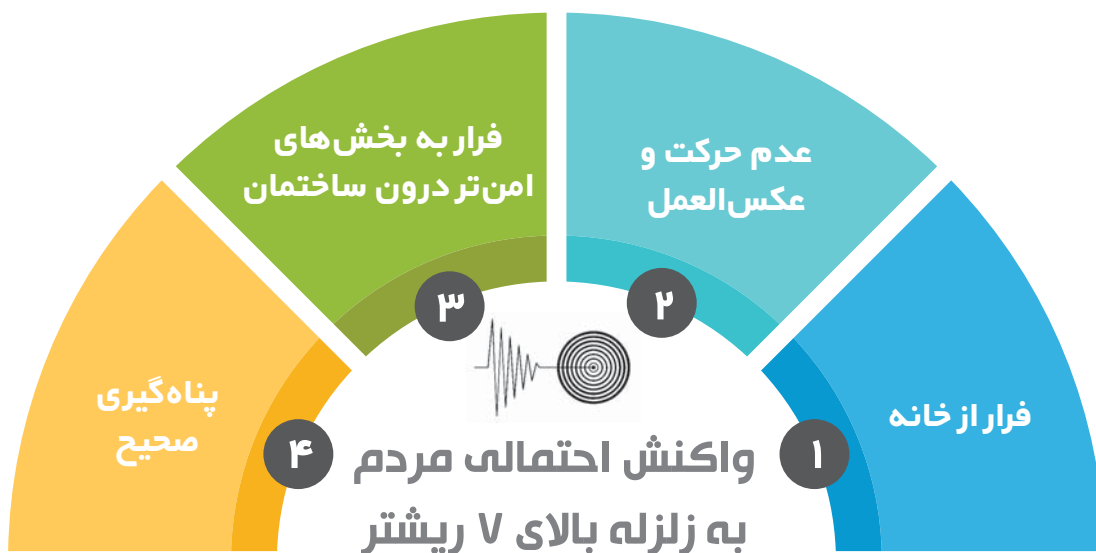 واکنش احتمالی مردم
به زلزله بالای ۷ ریشتر
۱
فرار از خانه
۲
عدم حرکت و
عکس‌العمل
۳
فرار به بخش‌های
امن‌تر درون ساختمان
۴
پناه‌گیری
صحیح